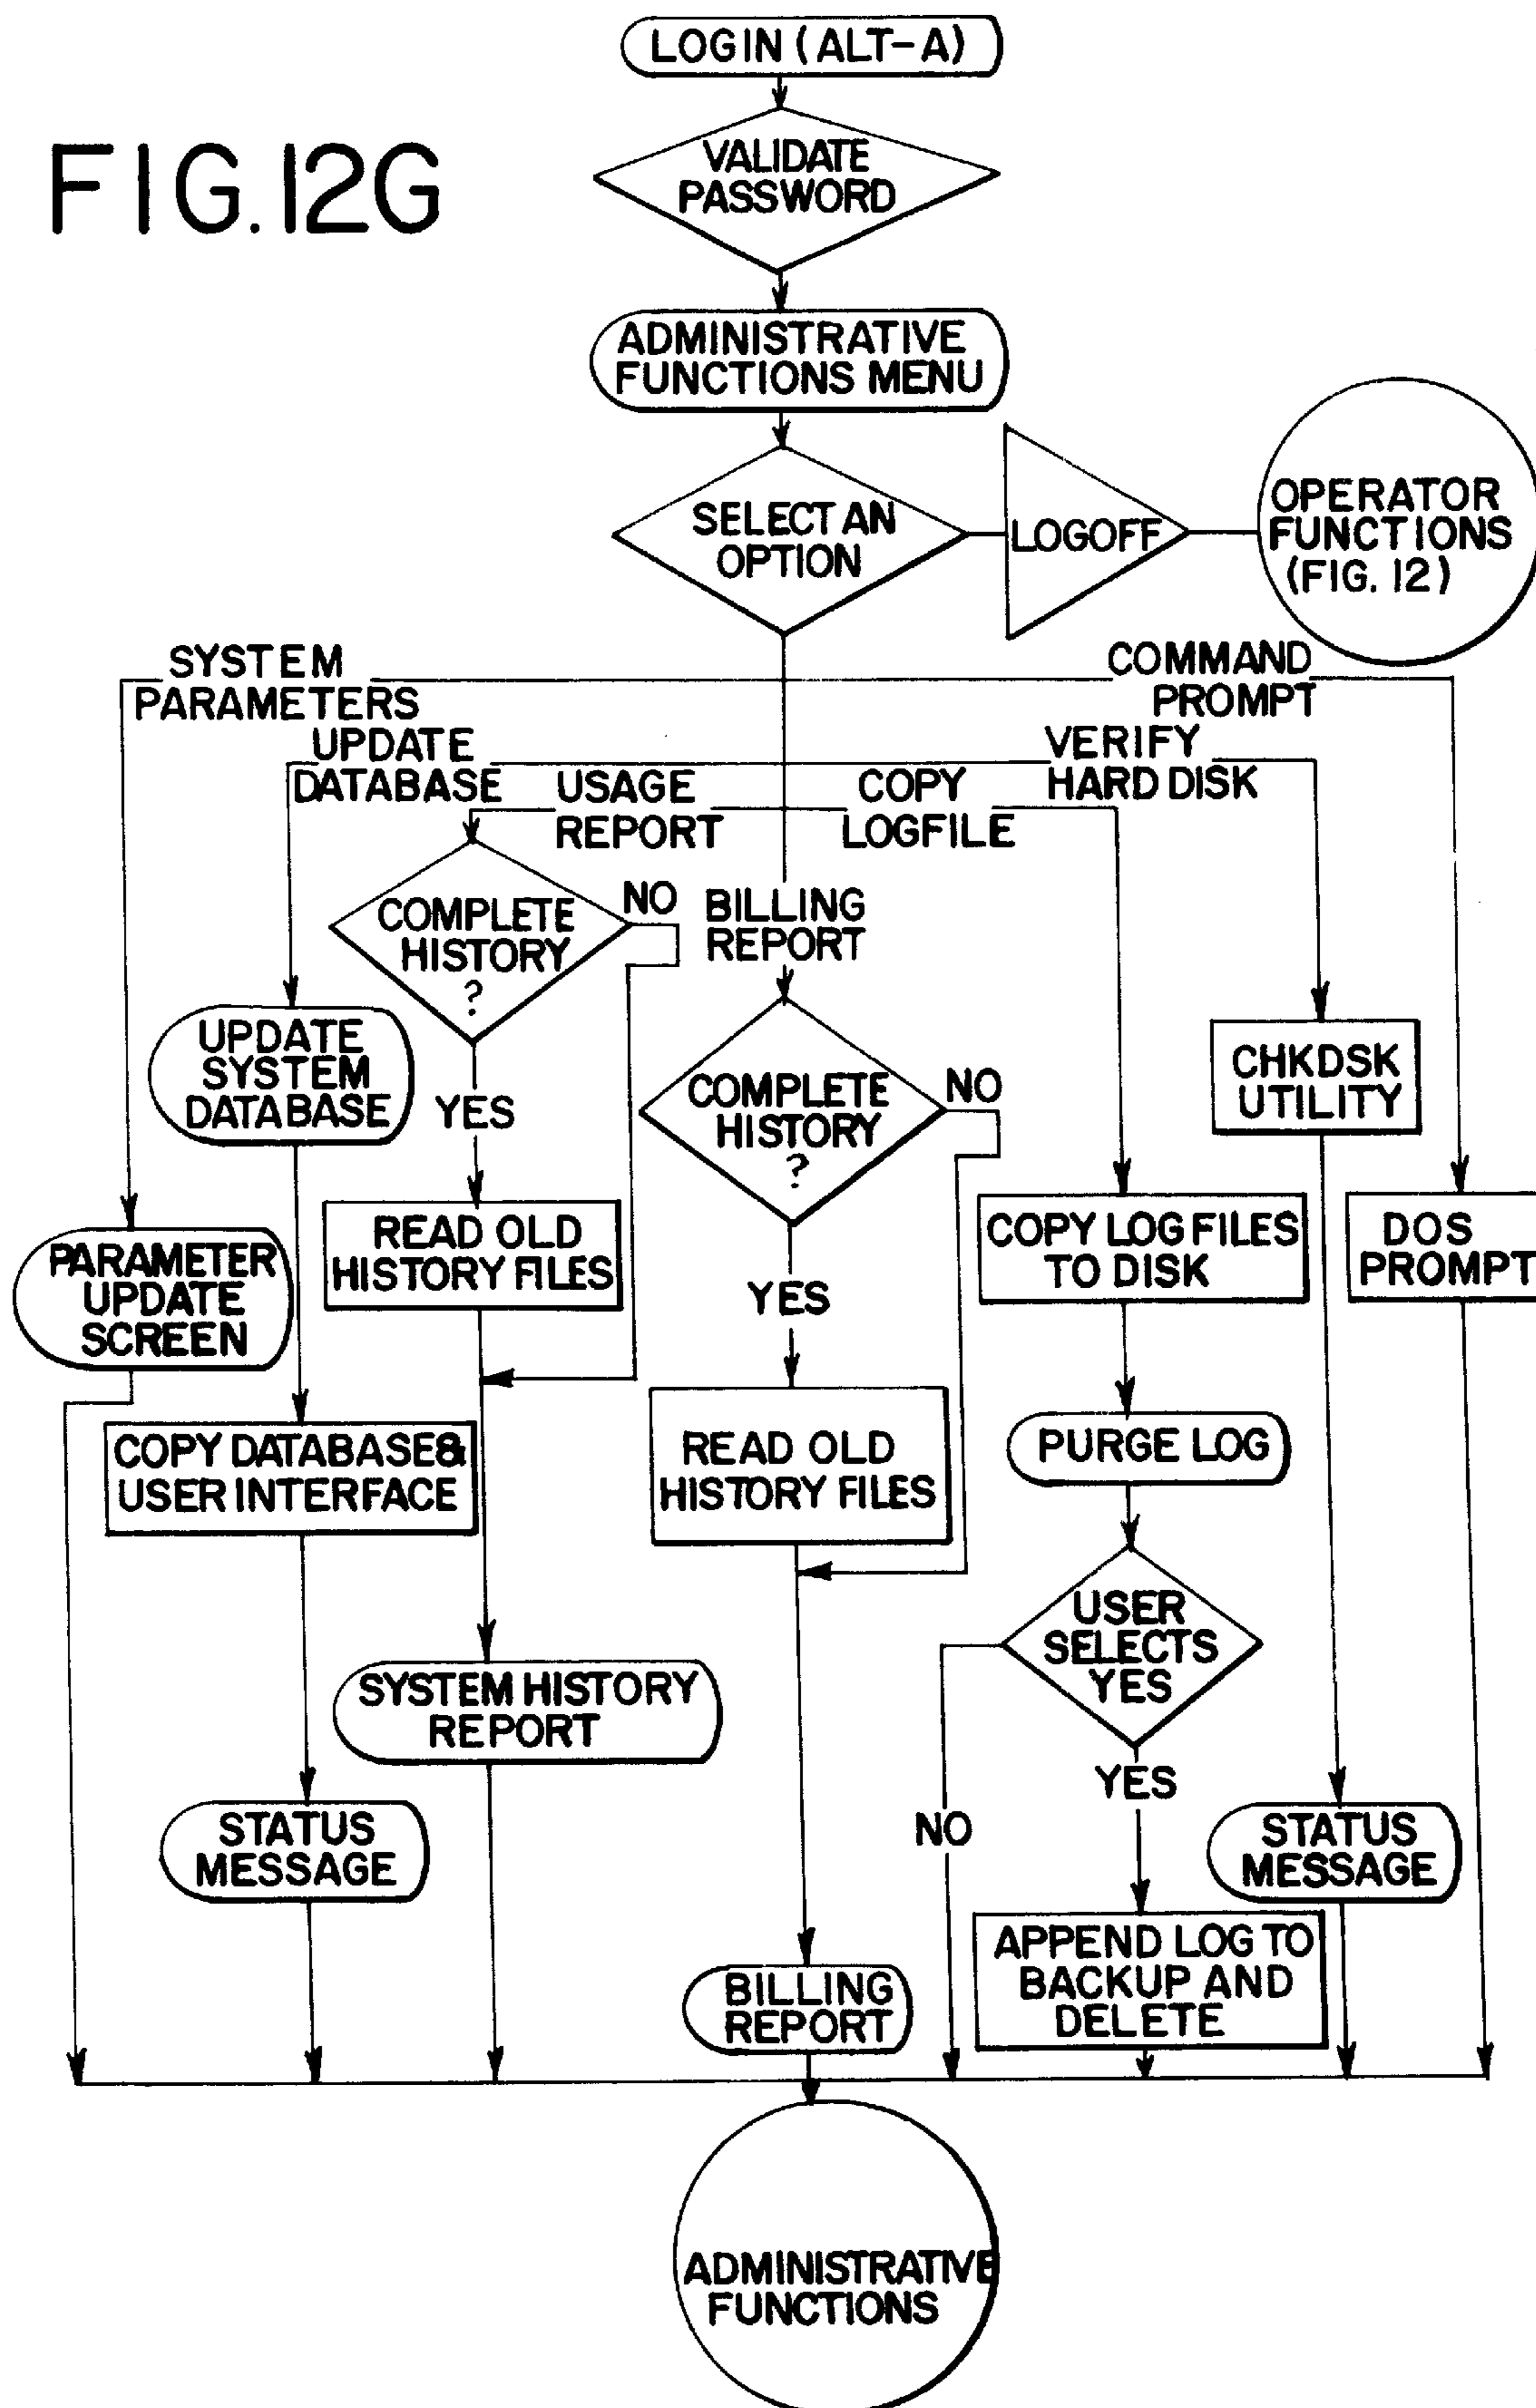 LOGIN (ALT-A)
FIG. 12G
VALIDATE
PASSWORD
ADMINISTRATIVE
FUNCTIONS MENU
SELECT AN
OPTION
LOGOFF
OPERATOR
FUNCTIONS
(FIG. 12)
SYSTEM
PARAMETERS
COMMAND
PROMPT
UPDATE
DATABASE
VERIFY
HARD DISK
USAGE
REPORT
COPY
LOGFILE
COMPLETE
HISTORY
?
NO
BILLING
REPORT
UPDATE
SYSTEM
DATABASE
YES
COMPLETE
HISTORY
?
NO
CHKDSK
UTILITY
PARAMETER
UPDATE
SCREEN
READ OLD
HISTORY FILES
YES
COPY LOG FILES
TO DISK
DOS
PROMPT
COPY DATABASE&
USER INTERFACE
READ OLD
HISTORY FILES
PURGE LOG
USER
SELECTS
YES
SYSTEM HISTORY
REPORT
YES
NO
STATUS
MESSAGE
STATUS
MESSAGE
BILLING
REPORT
APPEND LOG TO
BACKUP AND
DELETE
ADMINISTRATIVE
FUNCTIONS